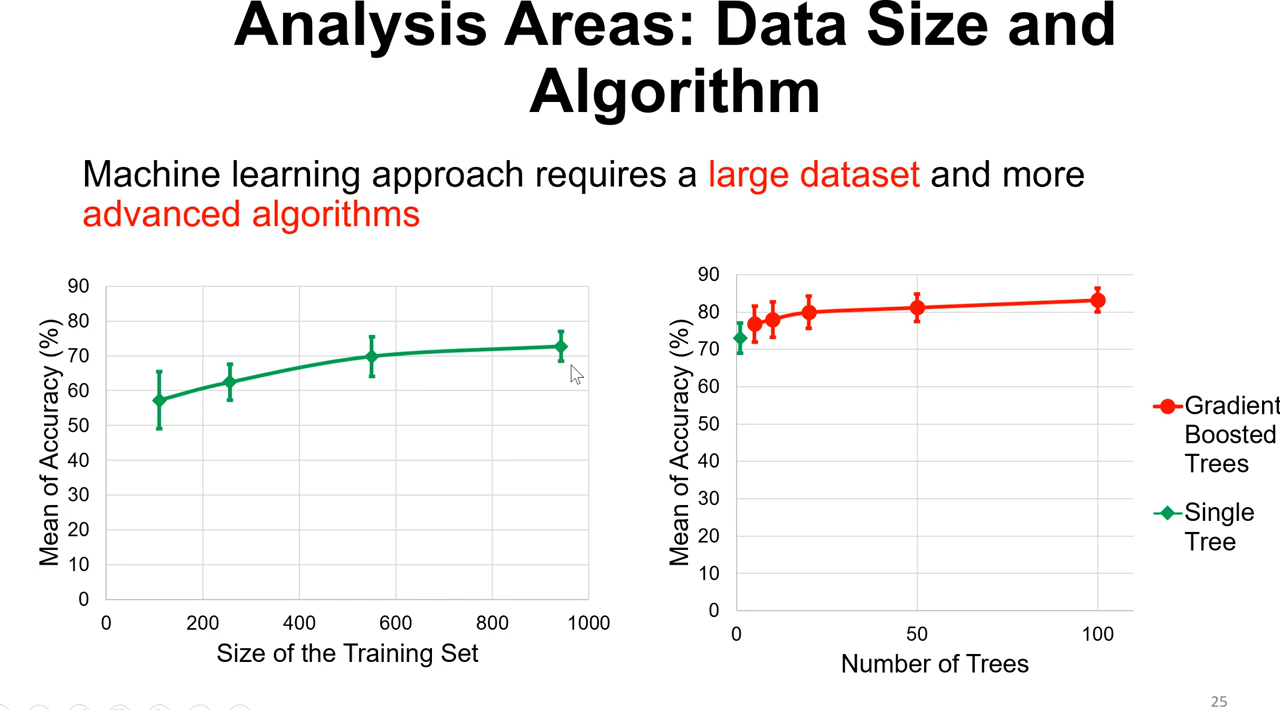 Analysis Areas: Data Size and
Algorithm
Machine learning approach requires a large dataset and more
advanced algorithms
Mean of Accuracy (%)
90
80
70
60
50
40
30
20
10
0
0 200 400 600 800 1000
Size of the Training Set
Mean of Accuracy (%)
90
80
70
60
50
40
30
20
10
0
0 50 100
Number of Trees
Gradient
Boosted
Trees
Single
Tree
25